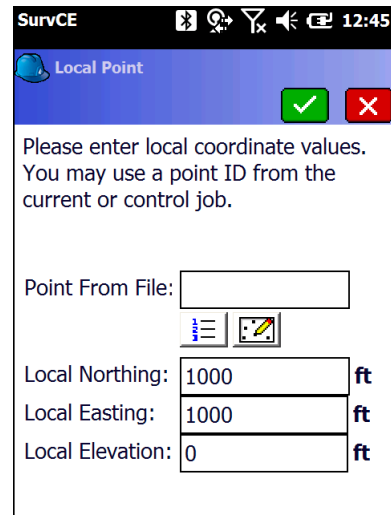 SurvCE 12:45
Local Point
Please enter local coordinate values.
You may use a point ID from the
current or control job.
Point From File:
Local Northing: 1000 ft
Local Easting: 1000 ft
Local Elevation: 0 ft